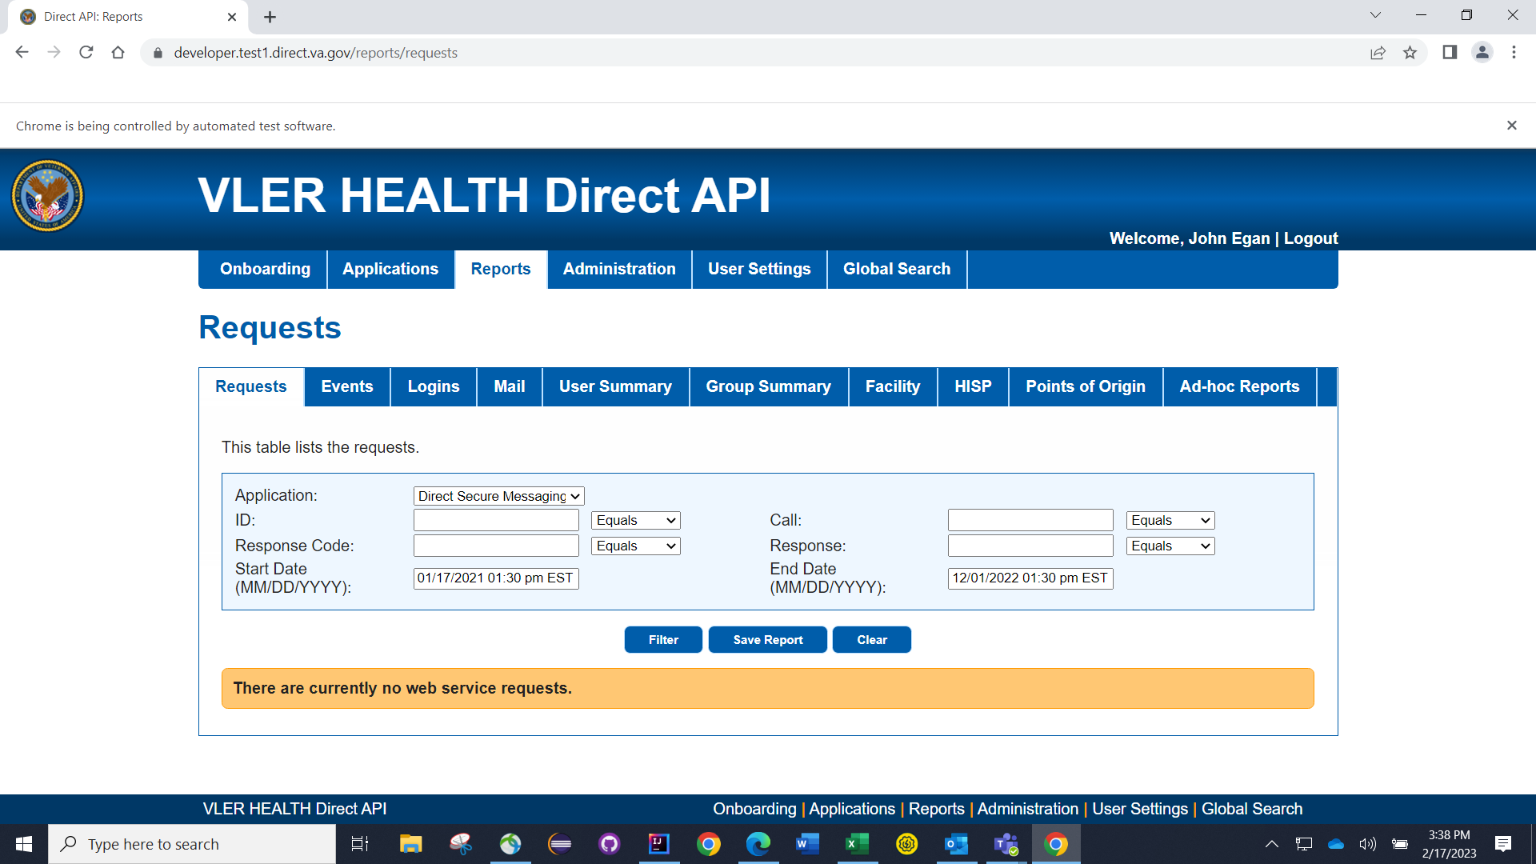 Direct API: Reports
developer.test1.direct.va.gov/reports/requests
Chrome is being controlled by automated test software.
VLER HEALTH Direct API
Welcome, John Egan | Logout
Onboarding Applications Reports Administration User Settings Global Search
Requests
Requests Events Logins Mail User Summary Group Summary Facility HISP Points of Origin Ad-hoc Reports
This table lists the requests.
Application: Direct Secure Messaging
ID: Equals Call: Equals
Response Code: Equals Response: Equals
Start Date End Date
(MM/DD/YYYY): 01/17/2021 01:30 pm EST (MM/DD/YYYY): 12/01/2022 01:30 pm EST
Filter Save Report Clear
There are currently no web service requests.
VLER HEALTH Direct API Onboarding | Applications | Reports | Administration | User Settings | Global Search
Type here to search
3:38 PM
2/17/2023